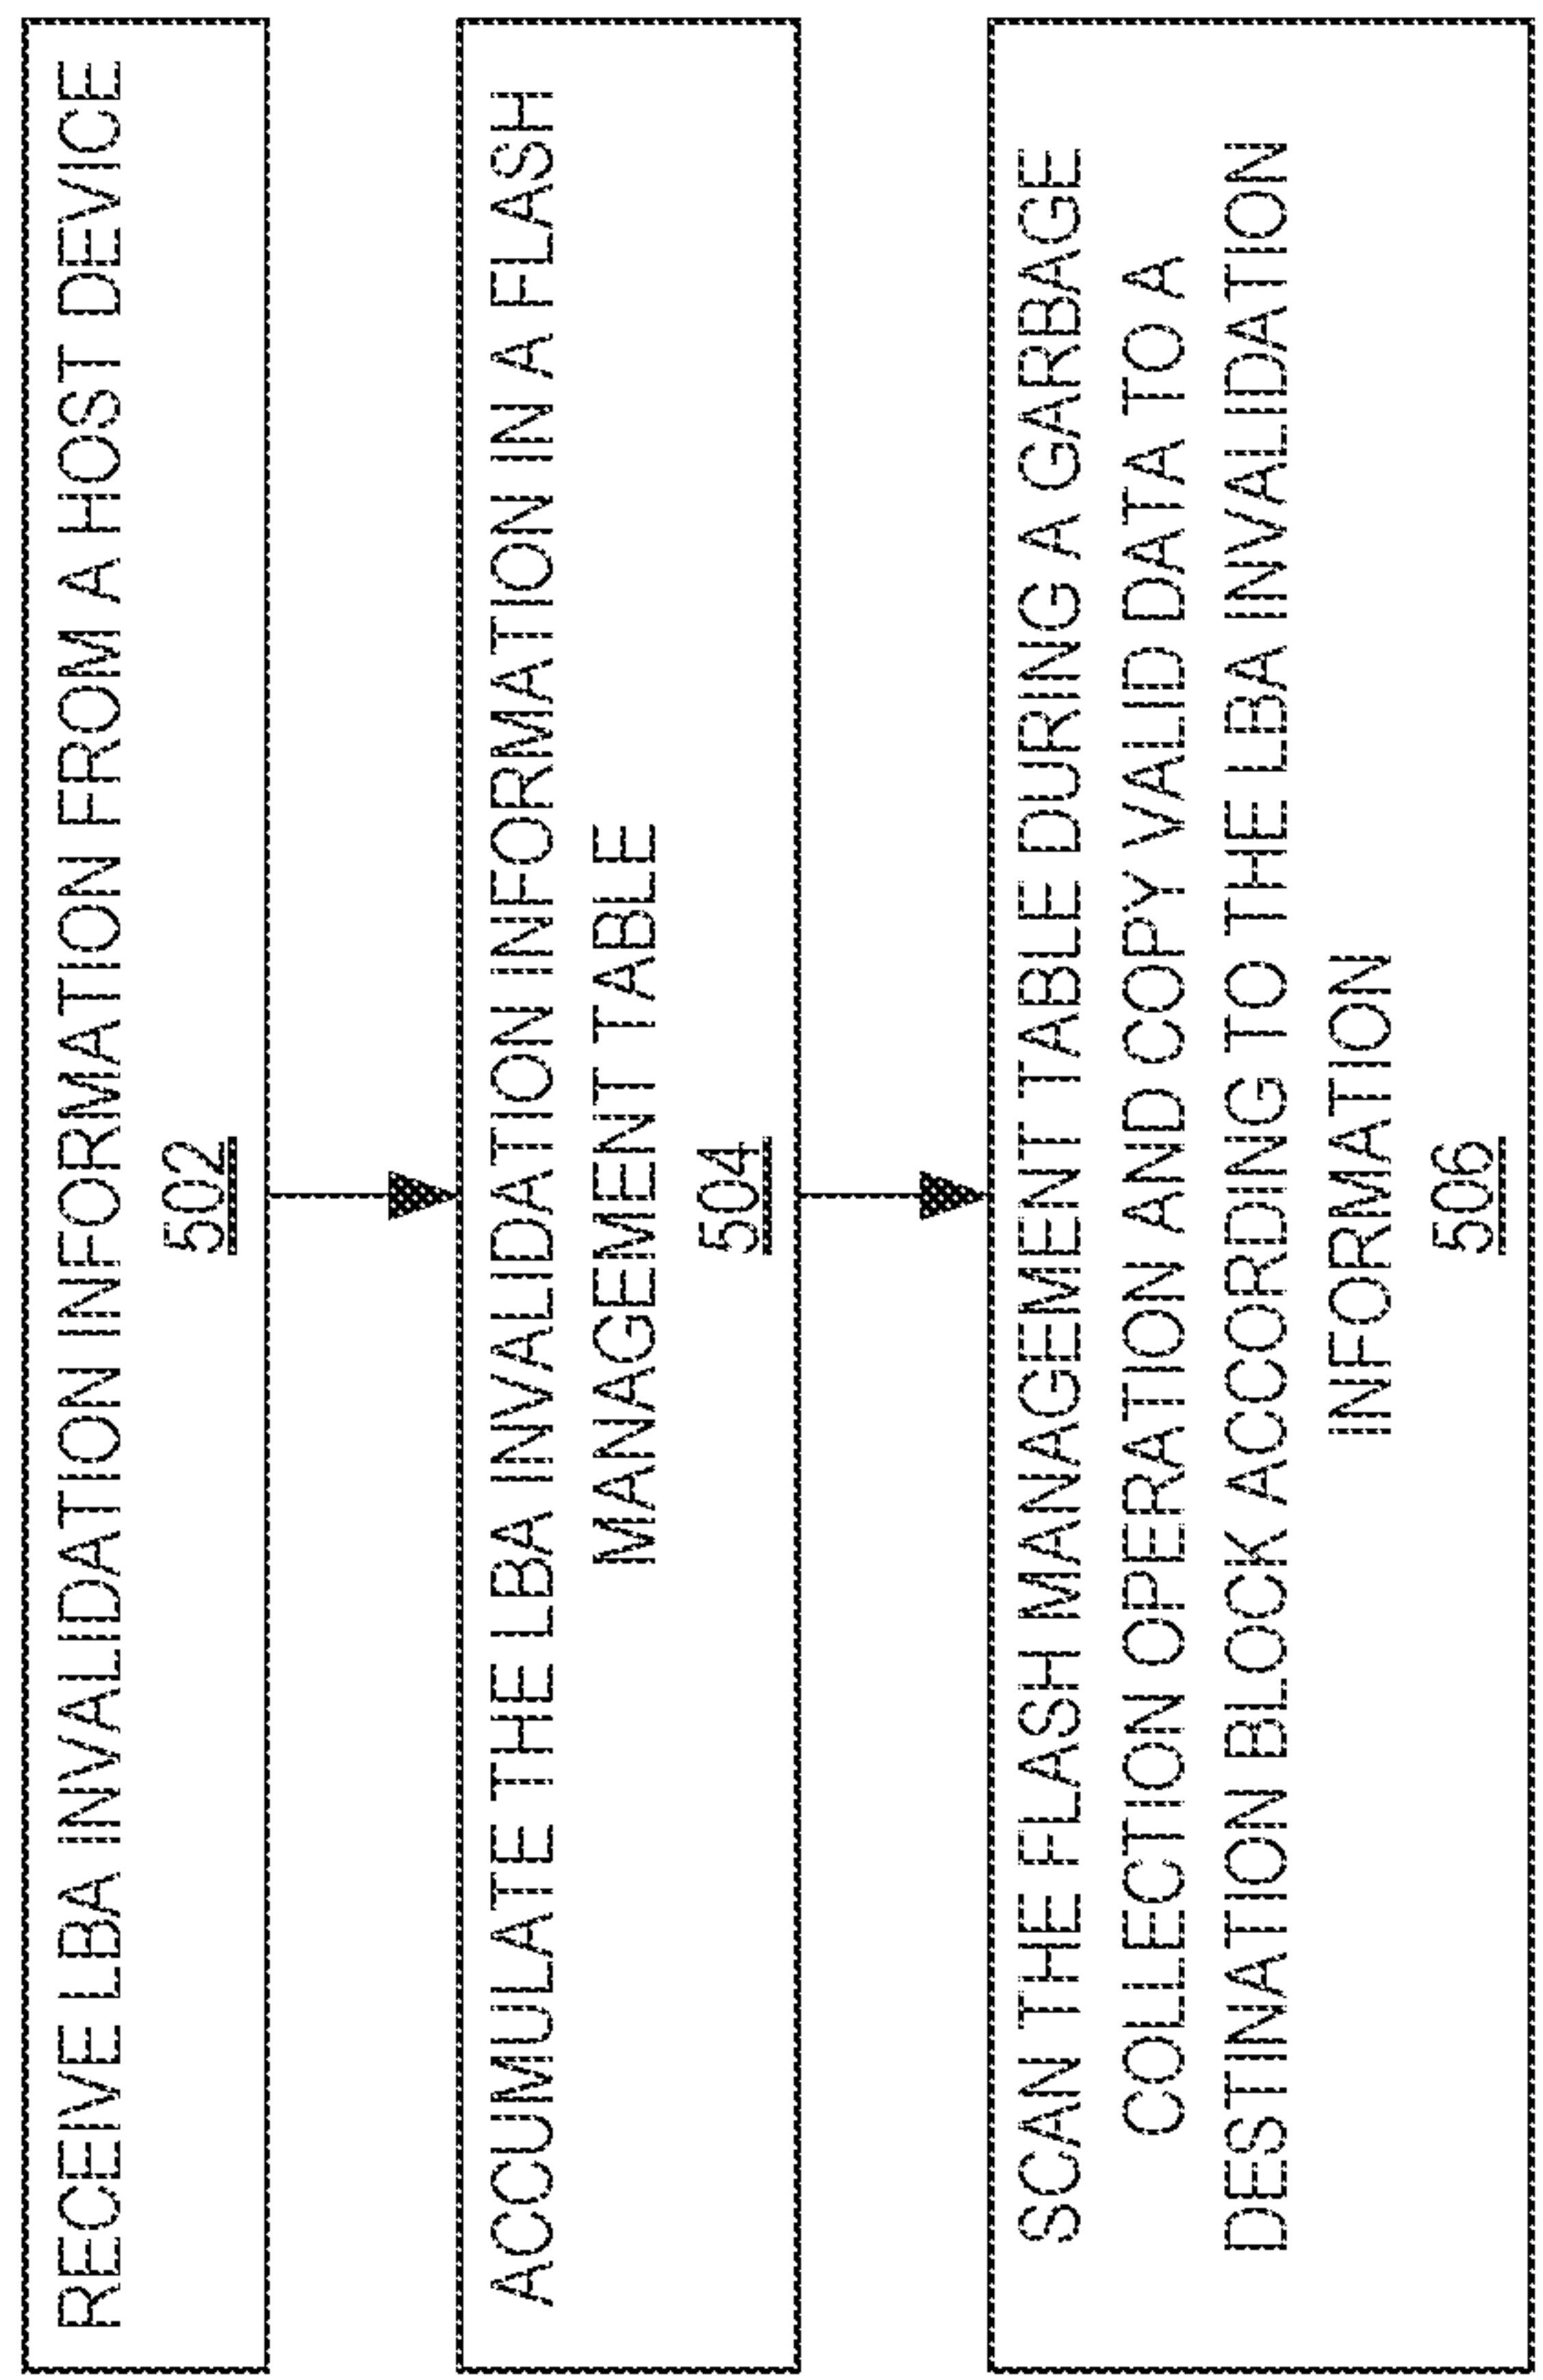 RECEIVE LBA INVALIDATION INFORMATION FROM A HOST DEVICE
502
ACCUMULATE THE LBA INVALIDATION INFORMATION IN A FLASH
MANAGEMENT TABLE
504
SCAN THE FLASH MANAGEMENT TABLE DURING A GARBAGE
COLLECTION OPERATION AND COPY VALID DATA TO A
DESTINATION BLOCK ACCORDING TO THE LBA INVALIDATION
INFORMATION
506